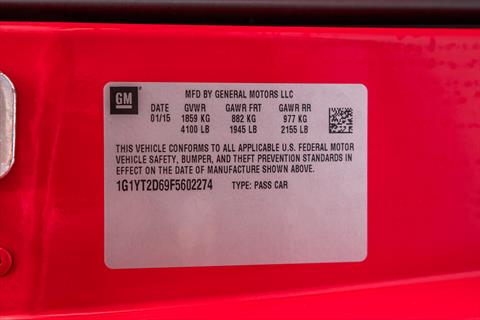 GM
MFD BY GENERAL MOTORS LLC
DATE GVWR GAWR FRT GAWR RR
01/15 1859 KG 882 KG 977 KG
4100 LB 1945 LB 2155 LB
THIS VEHICLE CONFORMS TO ALL APPLICABLE U.S. FEDERAL MOTOR
VEHICLE SAFETY, BUMPER, AND THEFT PREVENTION STANDARDS IN
EFFECT ON THE DATE OF MANUFACTURE SHOWN ABOVE.
1G1YT2D69F5602274 TYPE: PASS CAR